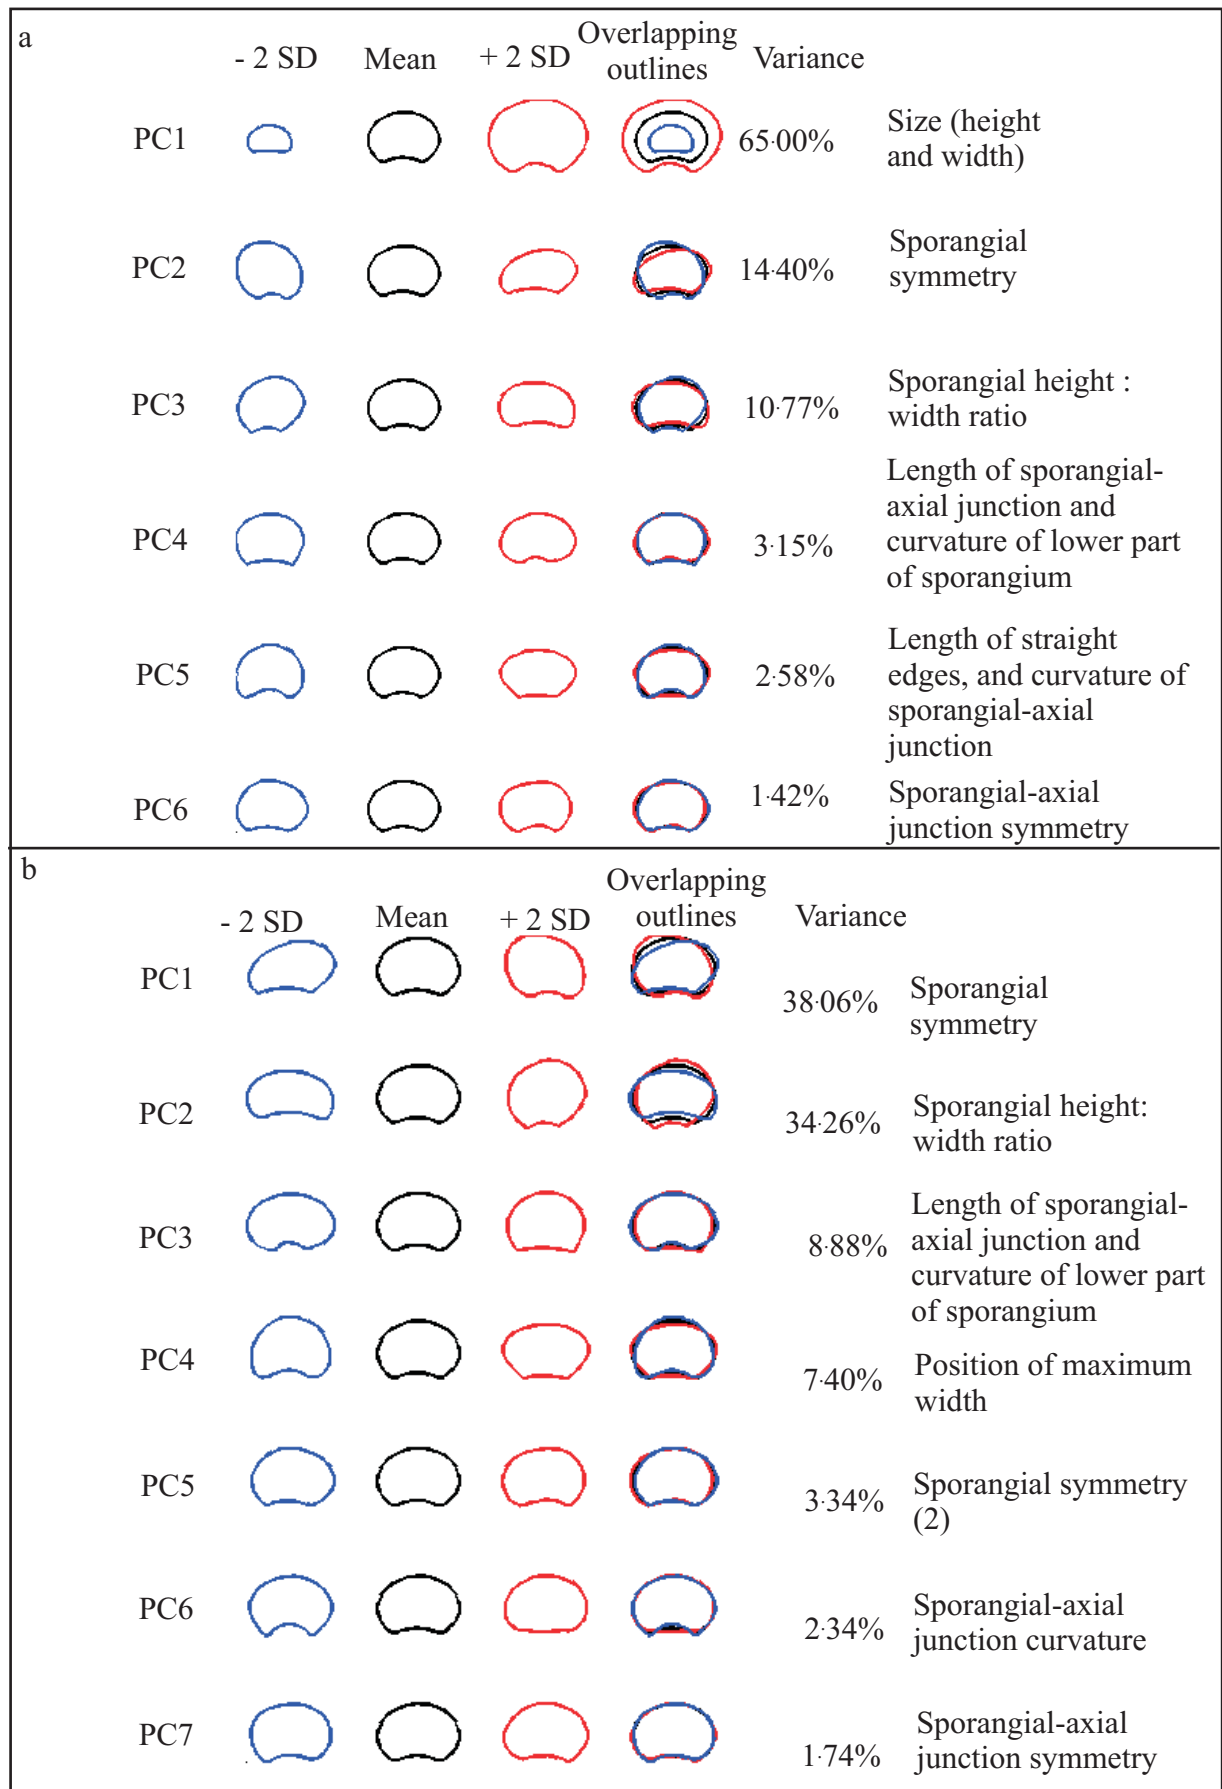 a
- 2 SD
Mean
+ 2 SD
Overlapping
outlines
Variance
PC1
65·00%
Size (height
and width)
PC2
14·40%
Sporangial
symmetry
PC3
10·77%
Sporangial height :
width ratio
PC4
3·15%
Length of sporangial-
axial junction and
curvature of lower part
of sporangium
PC5
2·58%
Length of straight
edges, and curvature of
sporangial-axial
junction
PC6
1·42%
Sporangial-axial
junction symmetry
b
- 2 SD
Mean
+ 2 SD
Overlapping
outlines
Variance
PC1
38·06%
Sporangial
symmetry
PC2
34·26%
Sporangial height:
width ratio
PC3
8·88%
Length of sporangial-
axial junction and
curvature of lower part
of sporangium
PC4
7·40%
Position of maximum
width
PC5
3·34%
Sporangial symmetry
(2)
PC6
2·34%
Sporangial-axial
junction curvature
PC7
1·74%
Sporangial-axial
junction symmetry